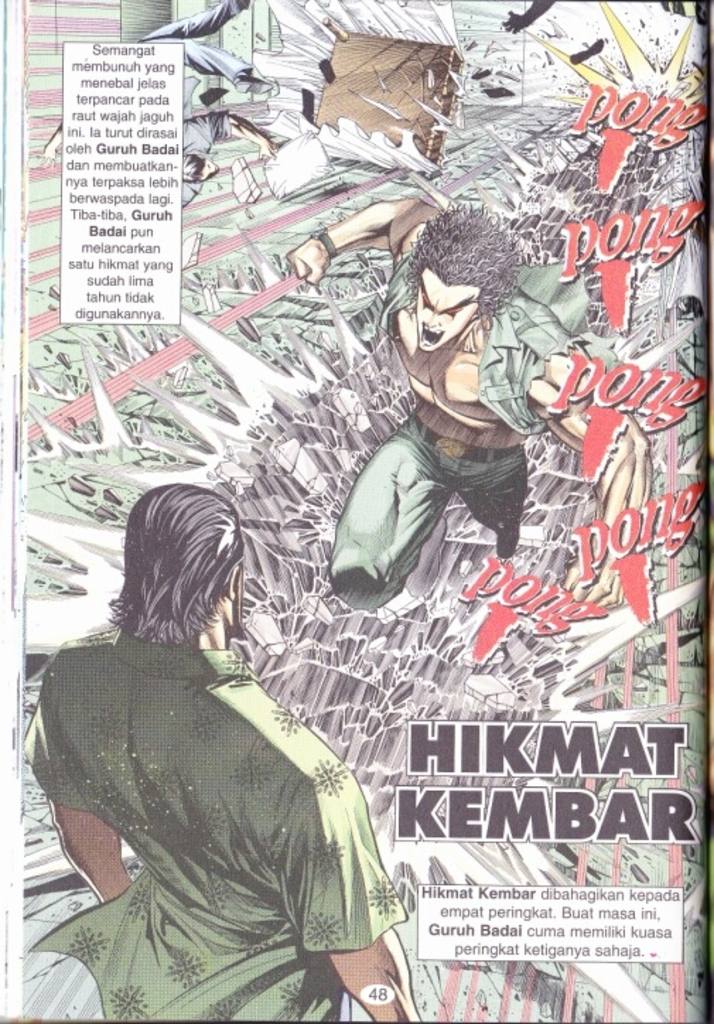 Semangat
membunuh yang
menebal jelas
terpancar pada
raut wajah jaguh
ini. Ia turut dirasai
oleh Guruh Badai
dan membuatkan-
nya terpaksa lebih
berwaspada lagi.
Tiba-tiba, Guruh
Badai pun
melancarkan
satu hikmat yang
sudah lima
tahun tidak
digunakannya.
pong!
pong!
pong!
pong!
pong!
HIKMAT
KEMBAR
Hikmat Kembar dibahagikan kepada
empat peringkat. Buat masa ini,
Guruh Badai cuma memiliki kuasa
peringkat ketiganya sahaja.
48